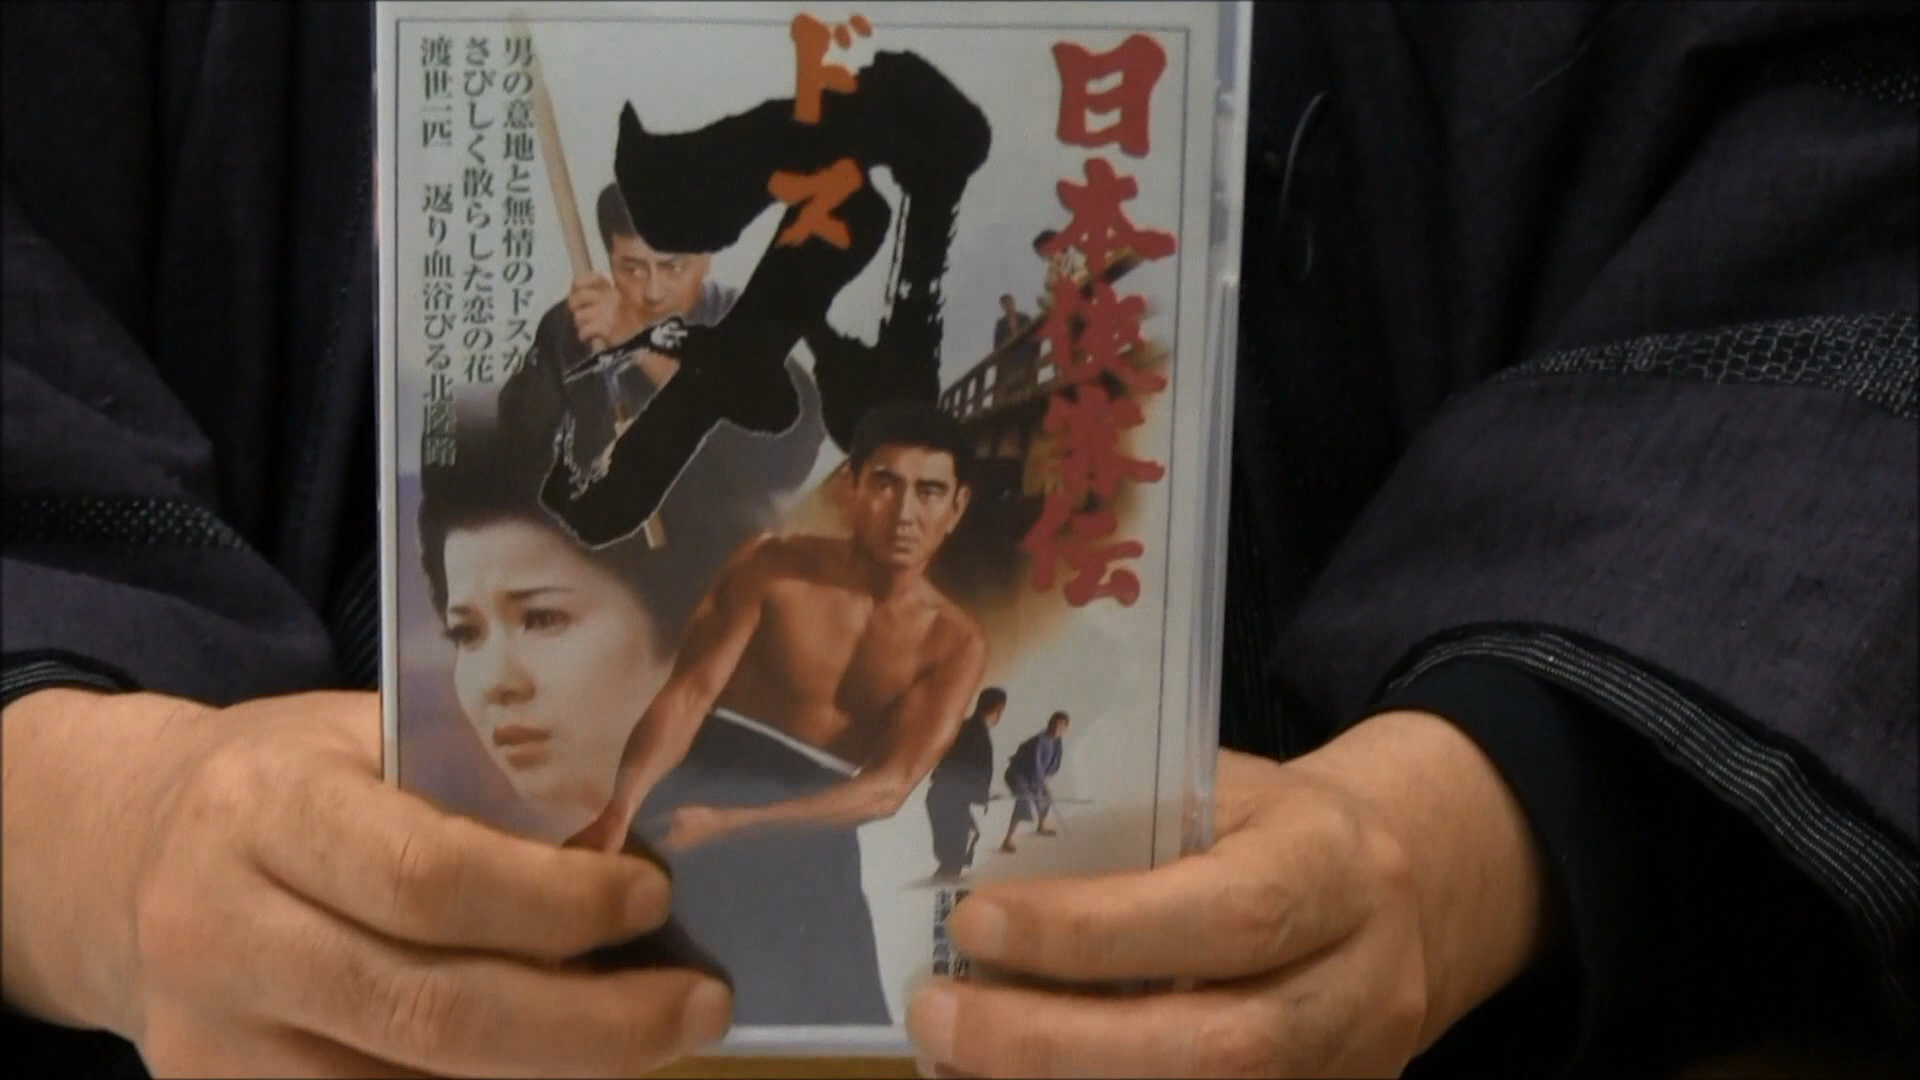 日本侠客伝
刃
ドス
男の意地と無情のドスが
さびしく散らした恋の花
渡世一匹 返り血浴びる北陸路